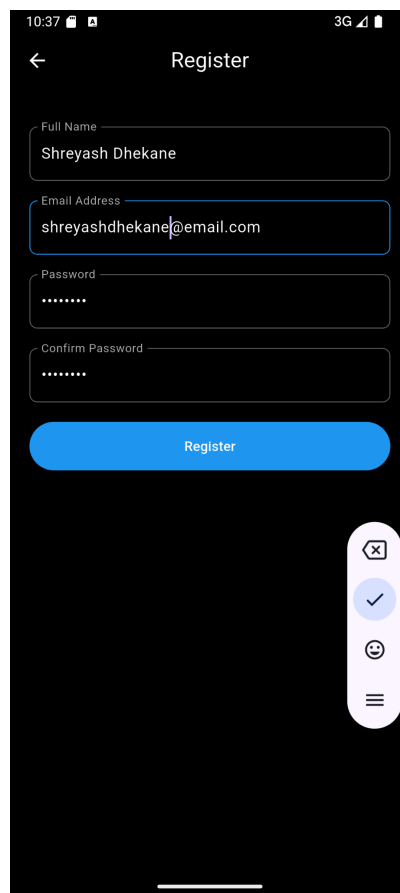 10:37 A 3G
Register
Full Name
Shreyash Dhekane
Email Address
shreyashdhekane@email.com
Password
••••••••
Confirm Password
••••••••
Register